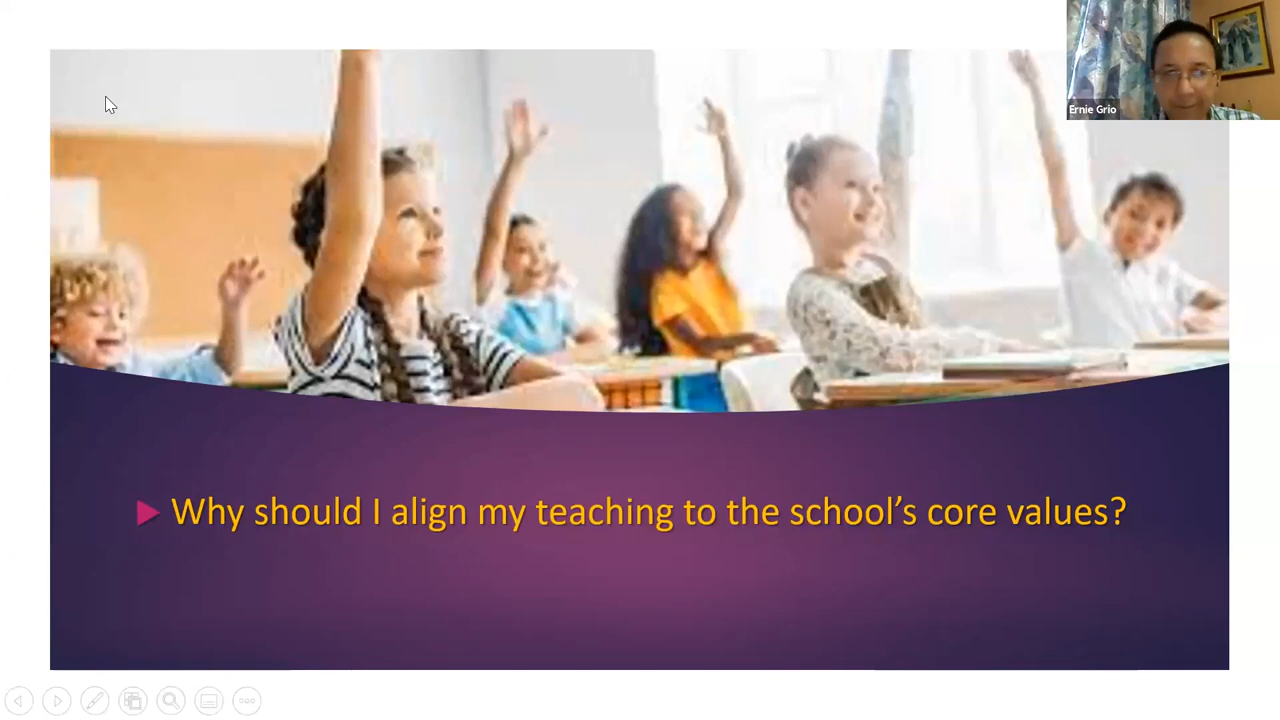 Ernie Grio
Why should I align my teaching to the school’s core values?